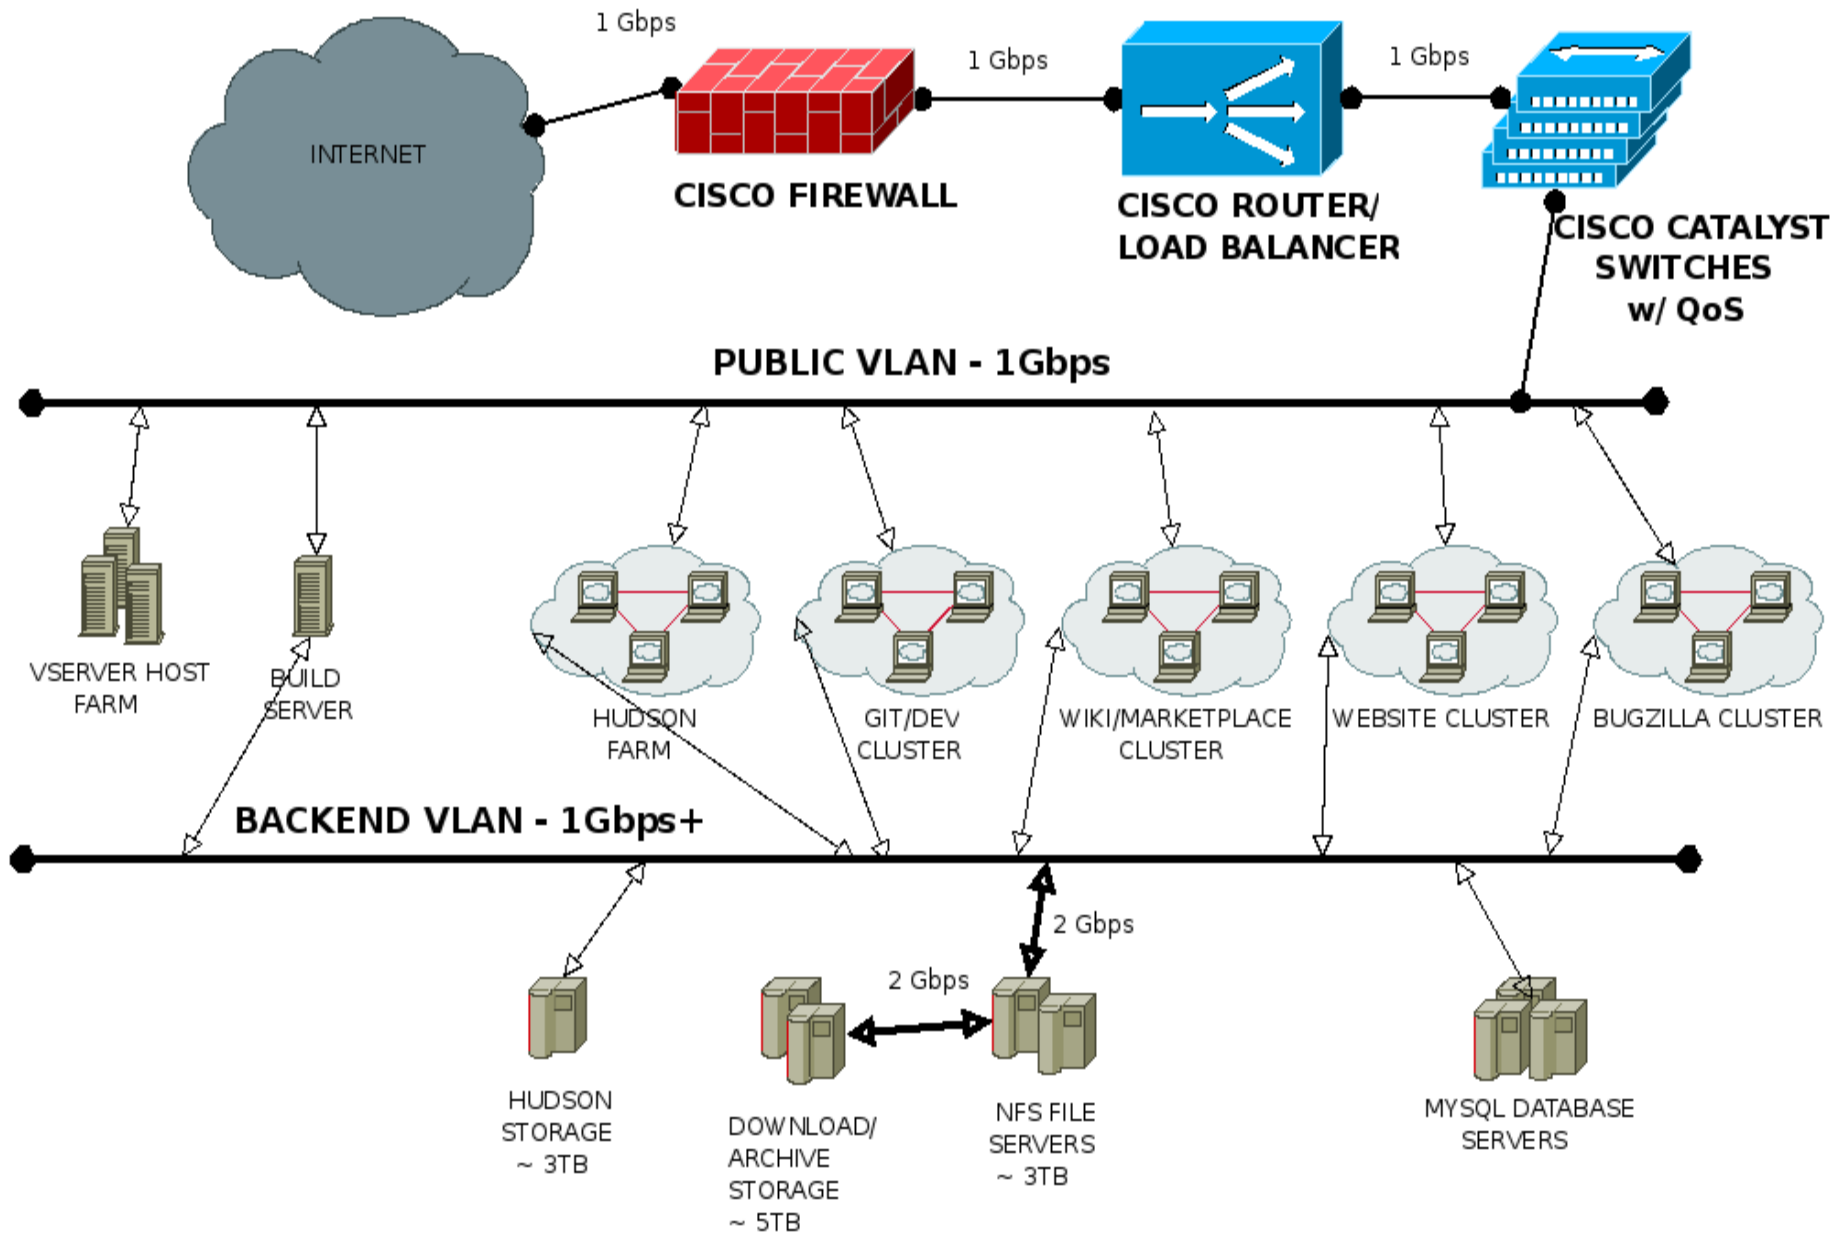 1 Gbps
1 Gbps
1 Gbps
INTERNET
CISCO FIREWALL
CISCO ROUTER/
LOAD BALANCER
CISCO CATALYST
SWITCHES
w/ QoS
PUBLIC VLAN - 1Gbps
VSERVER HOST
FARM
BUILD
SERVER
HUDSON
FARM
GIT/DEV
CLUSTER
WIKI/MARKETPLACE
CLUSTER
WEBSITE CLUSTER
BUGZILLA CLUSTER
BACKEND VLAN - 1Gbps+
2 Gbps
2 Gbps
HUDSON
STORAGE
~ 3TB
DOWNLOAD/
ARCHIVE
STORAGE
~ 5TB
NFS FILE
SERVERS
~ 3TB
MYSQL DATABASE
SERVERS